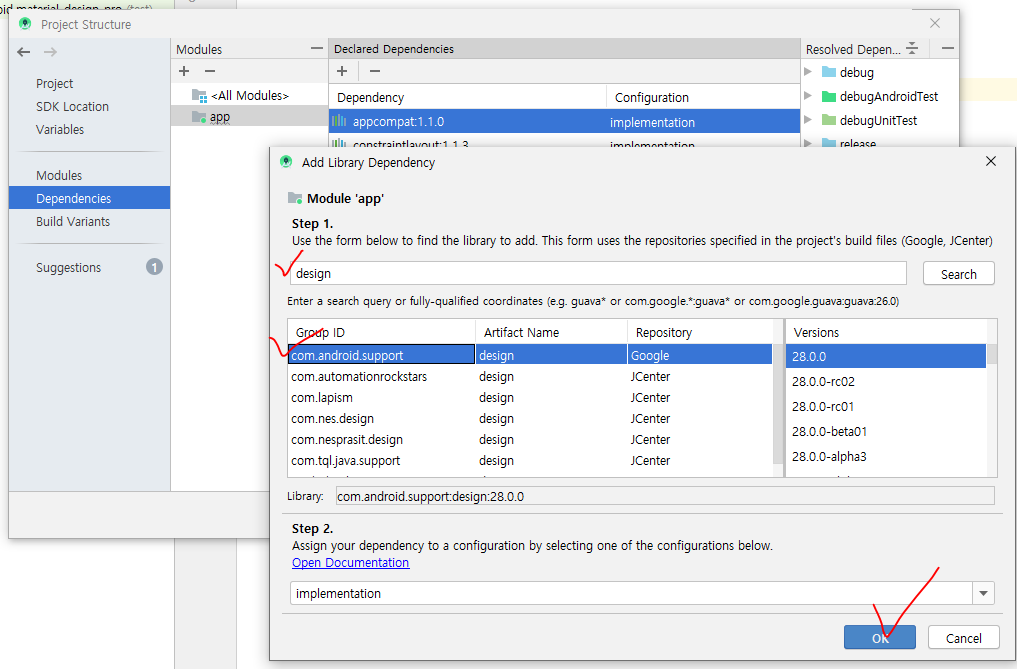 (test)
Project Structure
Modules
Declared Dependencies
Resolved Depen...
Project
SDK Location
Variables
Modules
Dependencies
Build Variants
Suggestions
1
<All Modules>
app
Dependency Configuration
appcompat:1.1.0 implementation
constraintlayout:1.1.3 implementation
debug
debugAndroidTest
debugUnitTest
release
Add Library Dependency
Module 'app'
Step 1.
Use the form below to find the library to add. This form uses the repositories specified in the project's build files (Google, JCenter)
design
Search
Enter a search query or fully-qualified coordinates (e.g. guava* or com.google.*:guava* or com.google.guava:guava:26.0)
Group ID Artifact Name Repository
com.android.support design Google
com.automationrockstars design JCenter
com.lapism design JCenter
com.nes.design design JCenter
com.nesprasit.design design JCenter
com.tql.java.support design JCenter
Versions
28.0.0
28.0.0-rc02
28.0.0-rc01
28.0.0-beta01
28.0.0-alpha3
Library: com.android.support:design:28.0.0
Step 2.
Assign your dependency to a configuration by selecting one of the configurations below.
Open Documentation
implementation
OK
Cancel